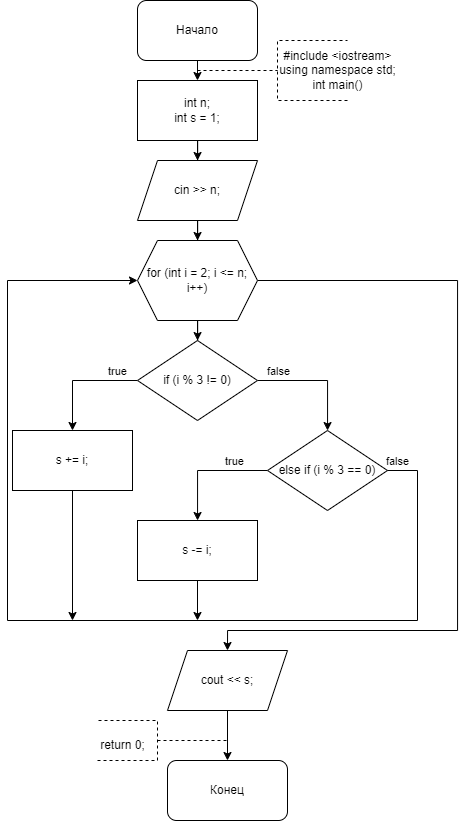 Начало
#include <iostream>
using namespace std;
int main()
int n;
int s = 1;
cin >> n;
for (int i = 2; i <= n;
i++)
true
if (i % 3 != 0)
false
s += i;
true
else if (i % 3 == 0)
false
s -= i;
cout << s;
return 0;
Конец